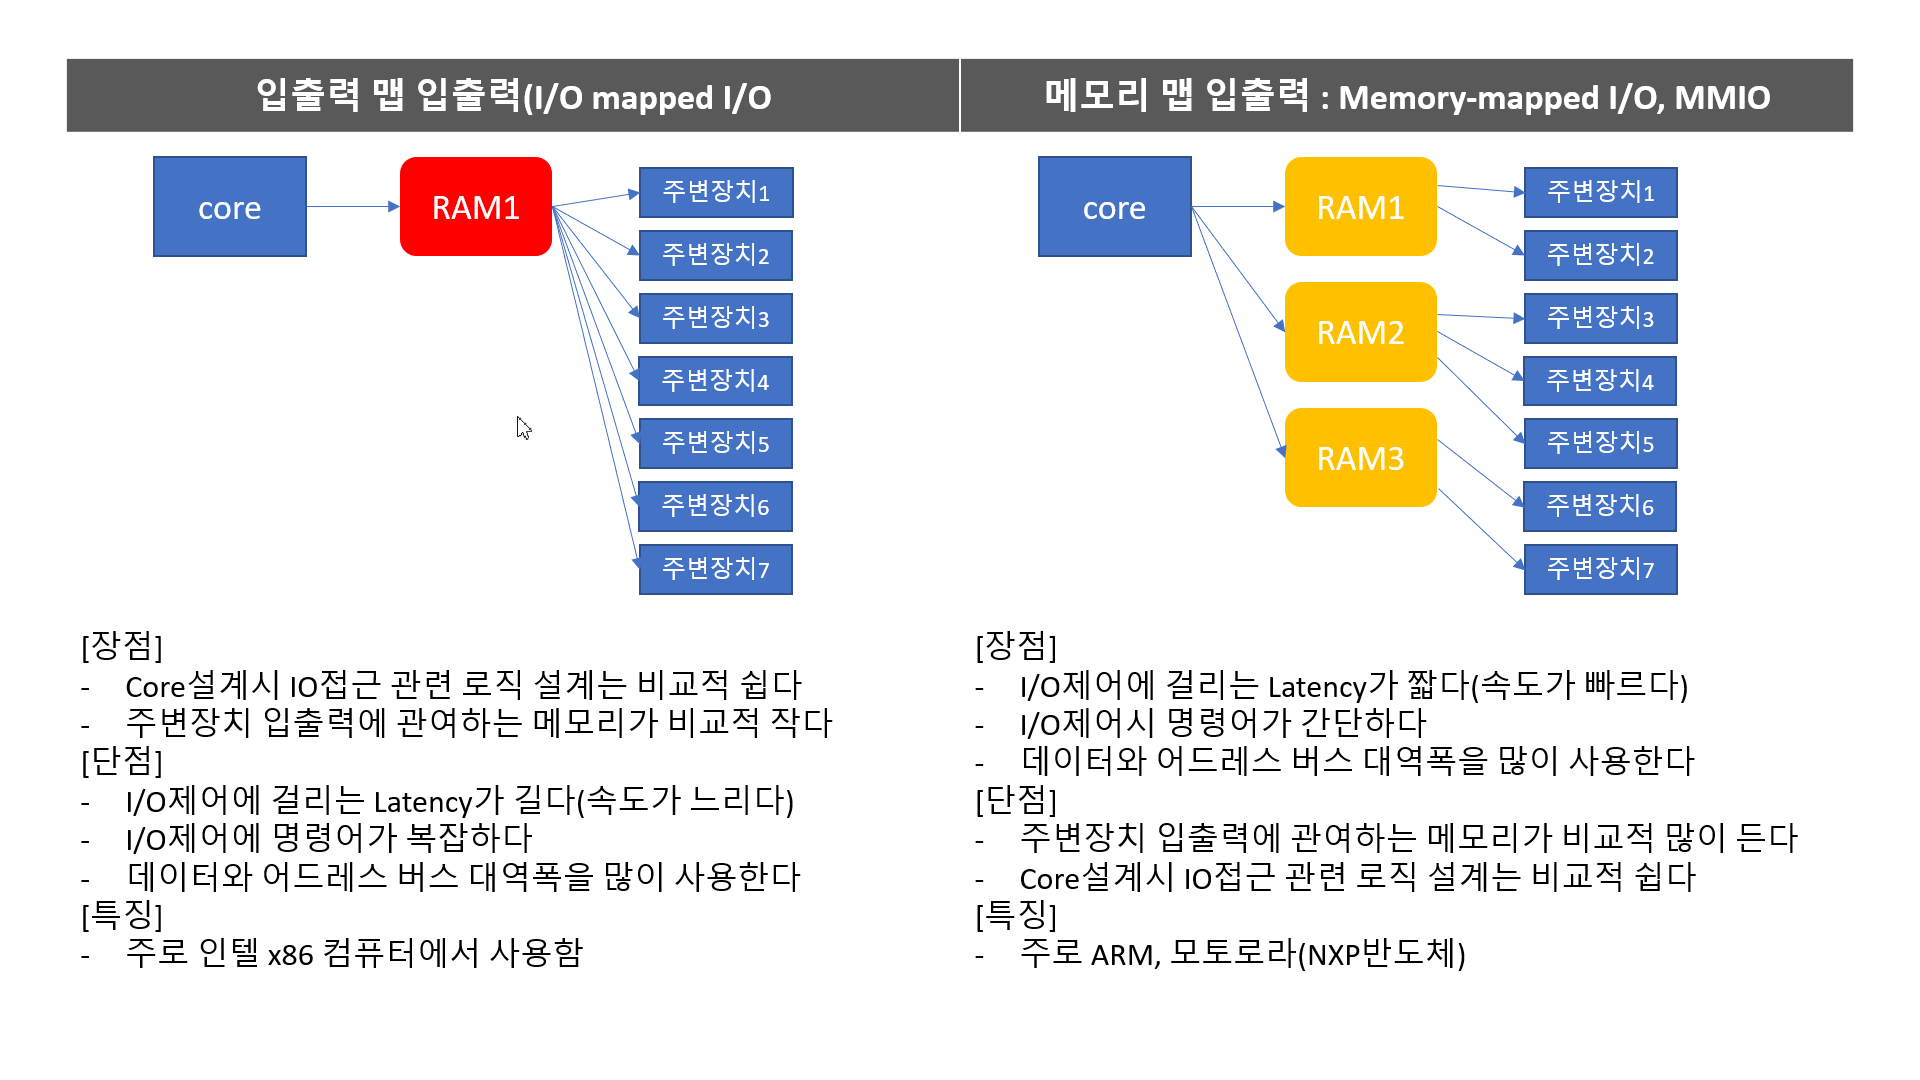 입출력 맵 입출력(I/O mapped I/O
core
RAM1
주변장치1
주변장치2
주변장치3
주변장치4
주변장치5
주변장치6
주변장치7
[장점]
- Core설계시 IO접근 관련 로직 설계는 비교적 쉽다
- 주변장치 입출력에 관여하는 메모리가 비교적 작다
[단점]
- I/O제어에 걸리는 Latency가 길다(속도가 느리다)
- I/O제어에 명령어가 복잡하다
- 데이터와 어드레스 버스 대역폭을 많이 사용한다
[특징]
- 주로 인텔 x86 컴퓨터에서 사용함
메모리 맵 입출력 : Memory-mapped I/O, MMIO
core
RAM1
RAM2
RAM3
주변장치1
주변장치2
주변장치3
주변장치4
주변장치5
주변장치6
주변장치7
[장점]
- I/O제어에 걸리는 Latency가 짧다(속도가 빠르다)
- I/O제어시 명령어가 간단하다
- 데이터와 어드레스 버스 대역폭을 많이 사용한다
[단점]
- 주변장치 입출력에 관여하는 메모리가 비교적 많이 든다
- Core설계시 IO접근 관련 로직 설계는 비교적 쉽다
[특징]
- 주로 ARM, 모토로라(NXP반도체)